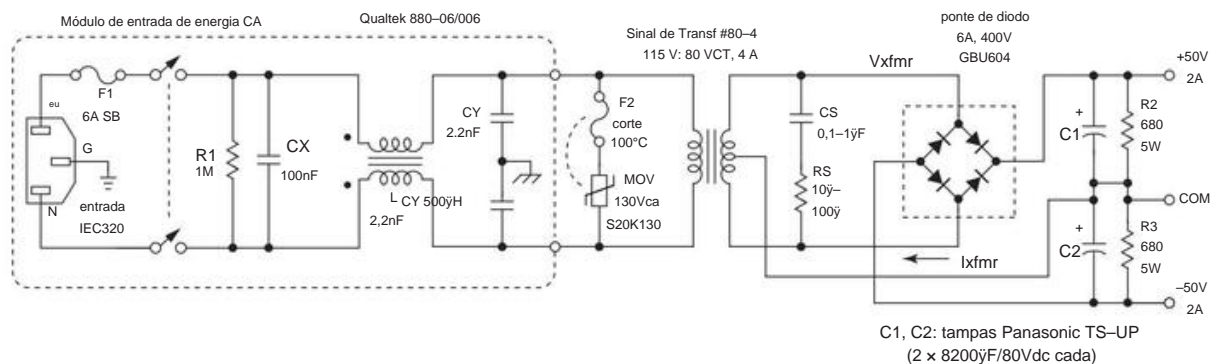 Módulo de entrada de energia CA
Qualtek 880–06/006
F1
6A SB
eu
G
N
entrada
IEC320
R1
1M
CX
100nF
L
CY 500ÿH
2,2nF
CY
2.2nF
F2
corte
100°C
MOV
130Vca
S20K130
Sinal de Transf #80–4
115 V: 80 VCT, 4 A
CS
0,1–1ÿF
RS
10ÿ–
100ÿ
Vxfmr
Ixfmr
ponte de diodo
6A, 400V
GBU604
+
C1
+
C2
R2
680
5W
R3
680
5W
+50V
2A
COM
–50V
2A
C1, C2: tampas Panasonic TS–UP
(2 × 8200ÿF/80Vdc cada)